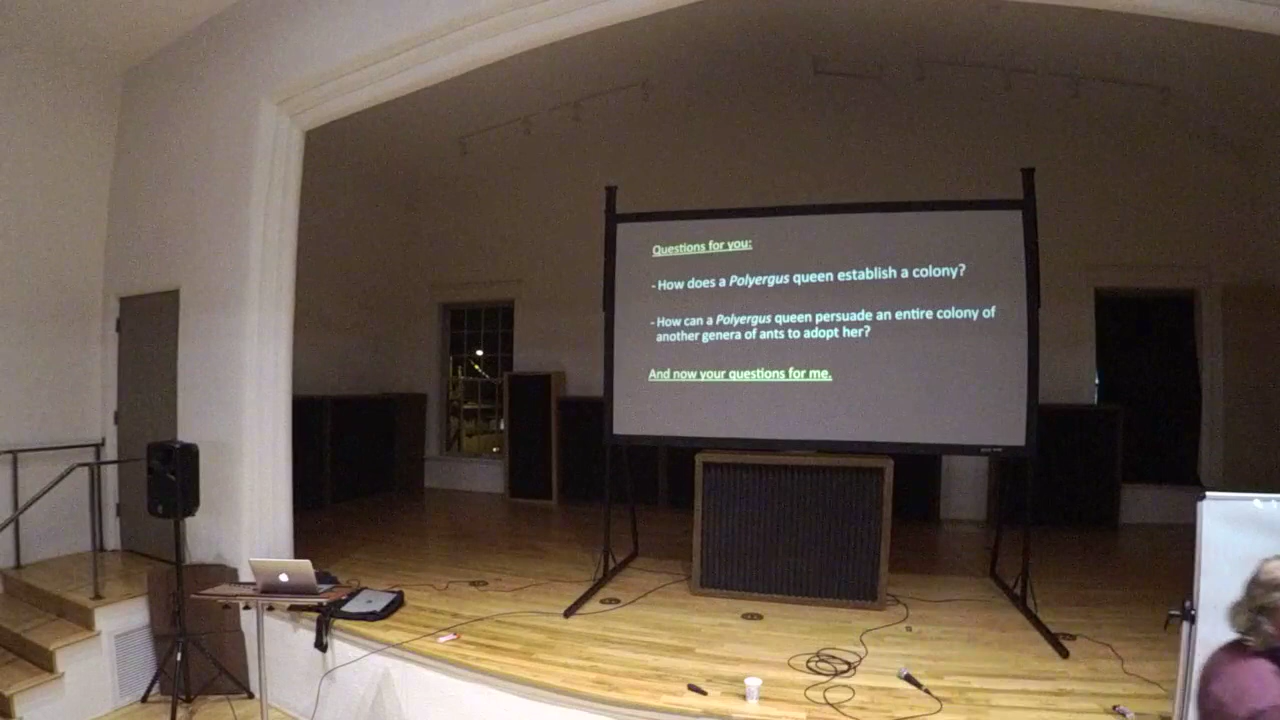 Questions for you:
- How does a Polyergus queen establish a colony?
- How can a Polyergus queen persuade an entire colony of
another genera of ants to adopt her?
And now your questions for me.